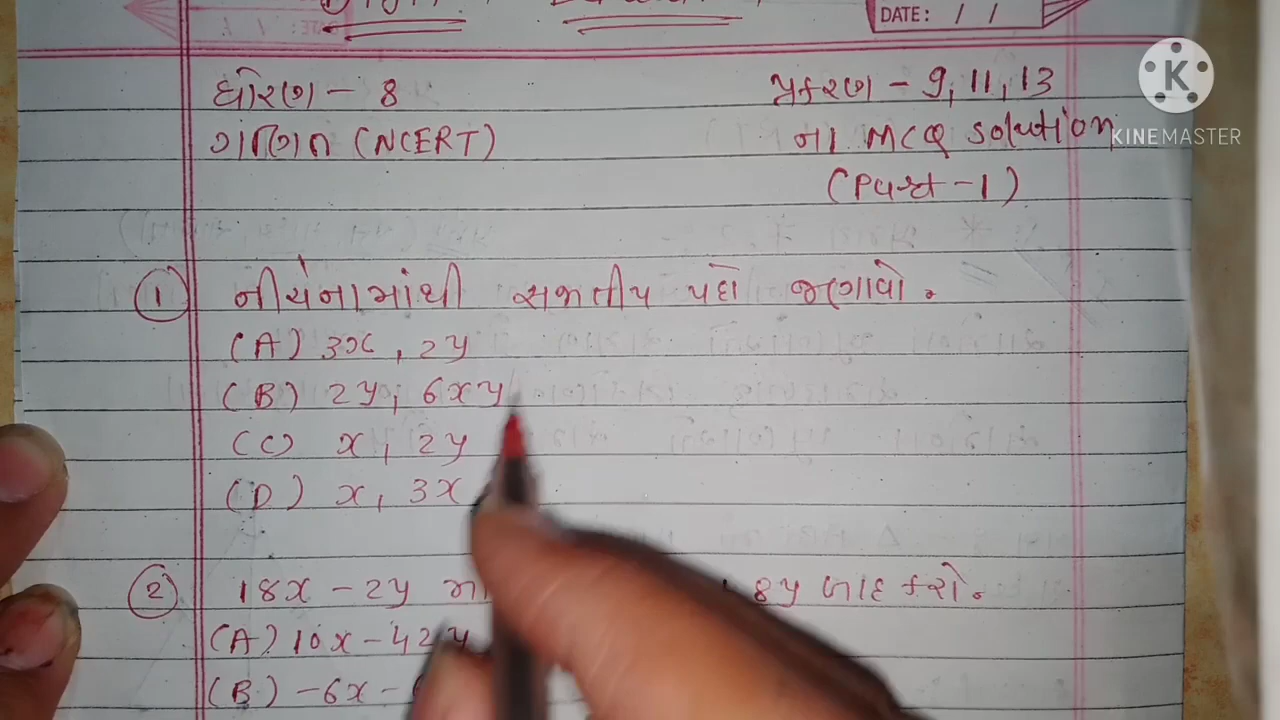 DATE: / /
ધોરણ - 8
પ્રકરણ - 9, 11, 13
ગણિત (NCERT)
ના MCQ solution
(Part-1)
KINEMASTER
① નીચેનામાંથી સજાતીય પદો જણાવો.
(A) 3x, 2y
(B) 2y, 6xy
(C) x, 2y
(D) x, 3x
② 18x - 2y 8y બાદ કરો.
(A) 10x - 42y
(B) -6x -